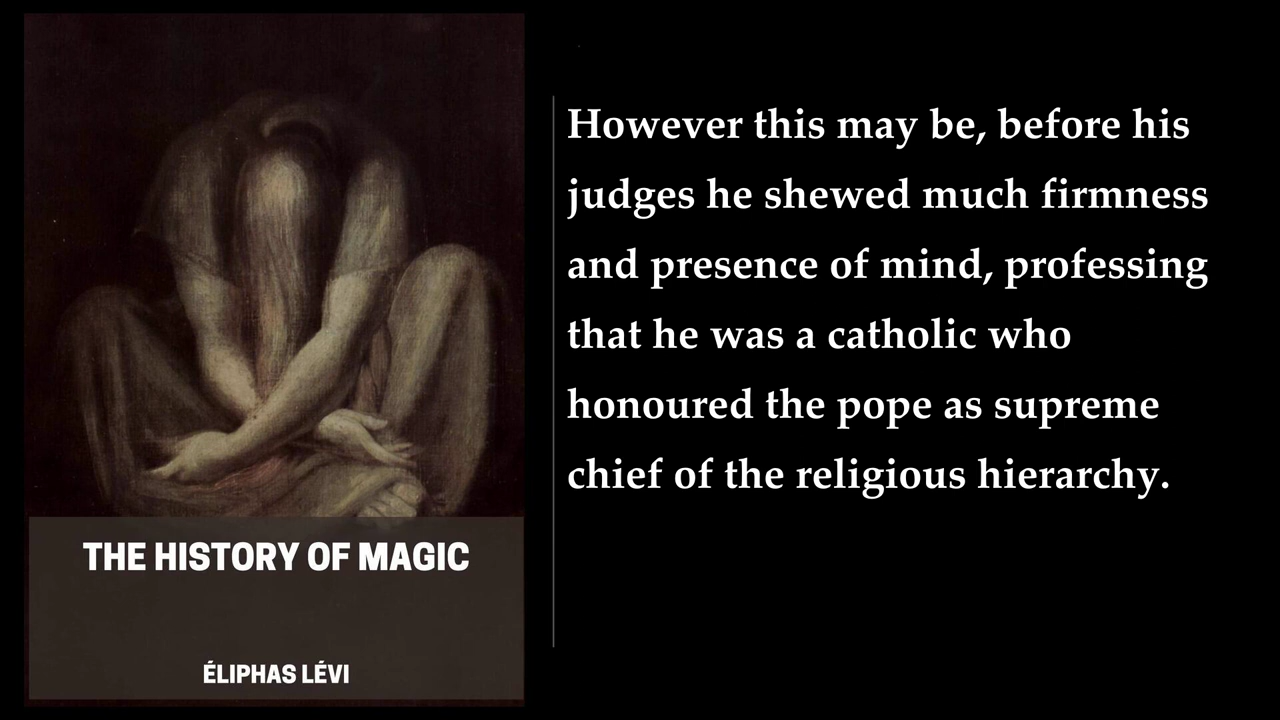 THE HISTORY OF MAGIC
ÉLIPHAS LÉVI
However this may be, before his
judges he shewed much firmness
and presence of mind, professing
that he was a catholic who
honoured the pope as supreme
chief of the religious hierarchy.